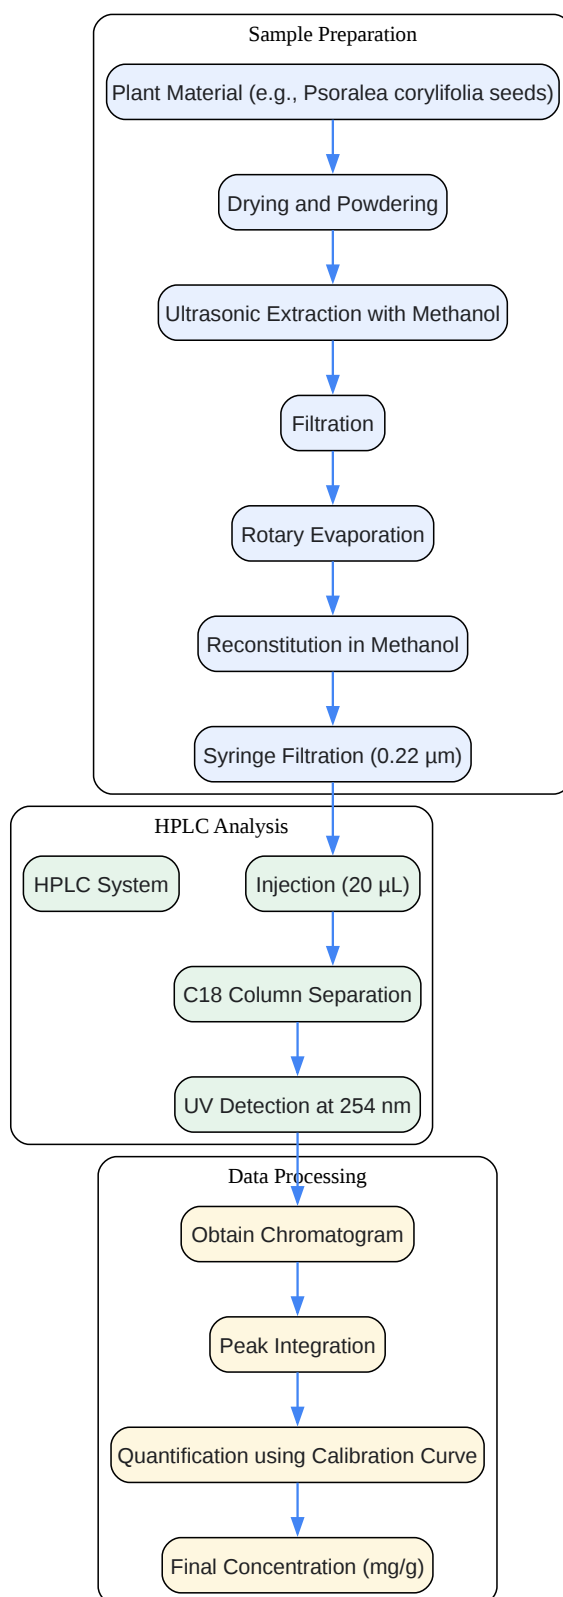 Sample Preparation
Plant Material (e.g., Psoralea corylifolia seeds)
Drying and Powdering
Ultrasonic Extraction with Methanol
Filtration
Rotary Evaporation
Reconstitution in Methanol
Syringe Filtration (0.22 µm)
HPLC Analysis
HPLC System
Injection (20 µL)
C18 Column Separation
UV Detection at 254 nm
Data Processing
Obtain Chromatogram
Peak Integration
Quantification using Calibration Curve
Final Concentration (mg/g)